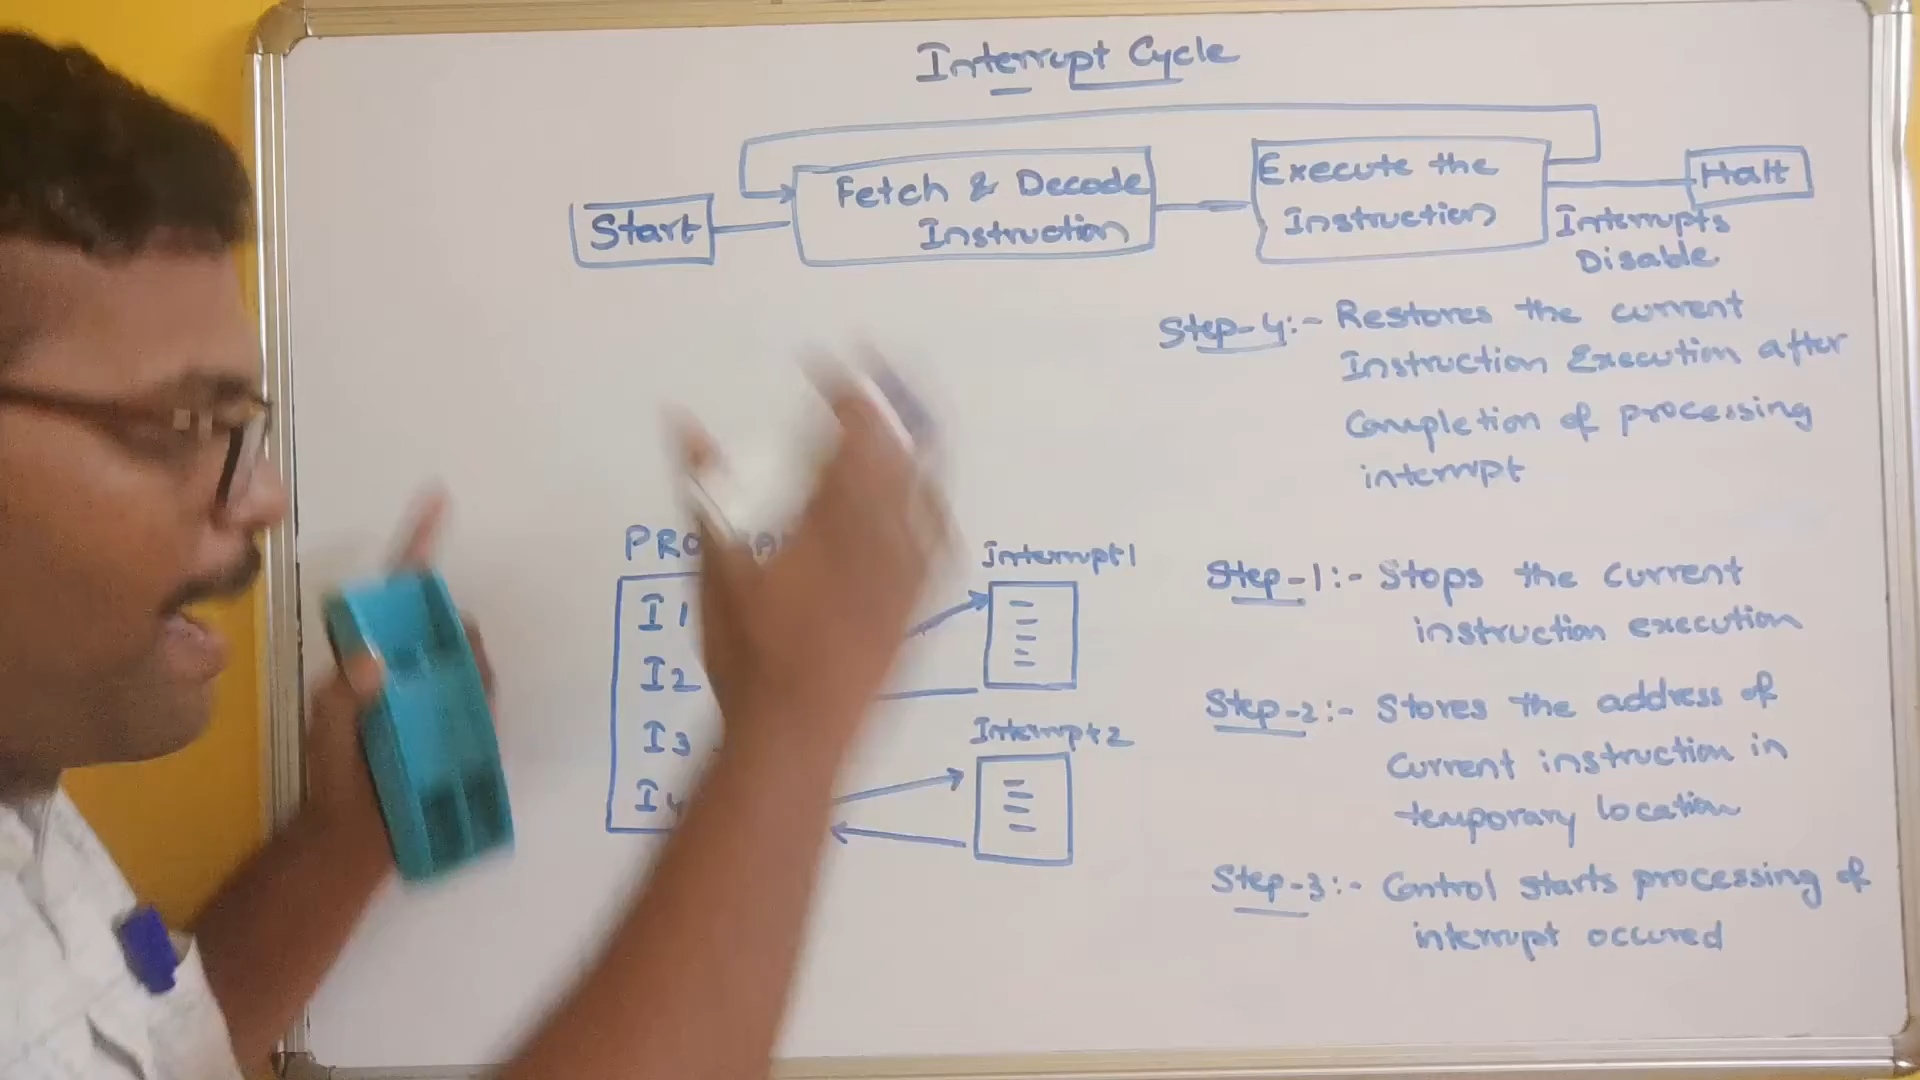 Interrupt Cycle
Start
Fetch & Decode
Instruction
Execute the
Instruction
Halt
Interrupts
Disable
Step-4:- Restores the current
Instruction Execution after
Completion of processing
interrupt
Interrupt1
I1
I2
I3
I4
Interrupt2
Step-1:- Stops the current
instruction execution
Step-2:- Stores the address of
Current instruction in
temporary location
Step-3:- Control starts processing of
interrupt occured